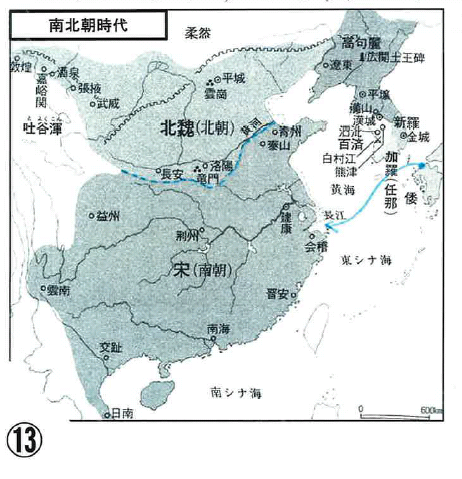 南北朝時代
柔然
高句麗
広開土王碑
遼東
敦煌
嘉峪関
酒泉
張掖
武威
平城
雲崗
平壌
漢城
新羅
金城
泗沘
百済
白村江
熊津
加羅(任那)
倭
吐谷渾
北魏(北朝)
黄河
青州
泰山
洛陽
長安
竜門
黄海
益州
荊州
建康
長江
会稽
宋(南朝)
東シナ海
雲南
晋安
南海
交趾
南シナ海
日南
0
600km
13